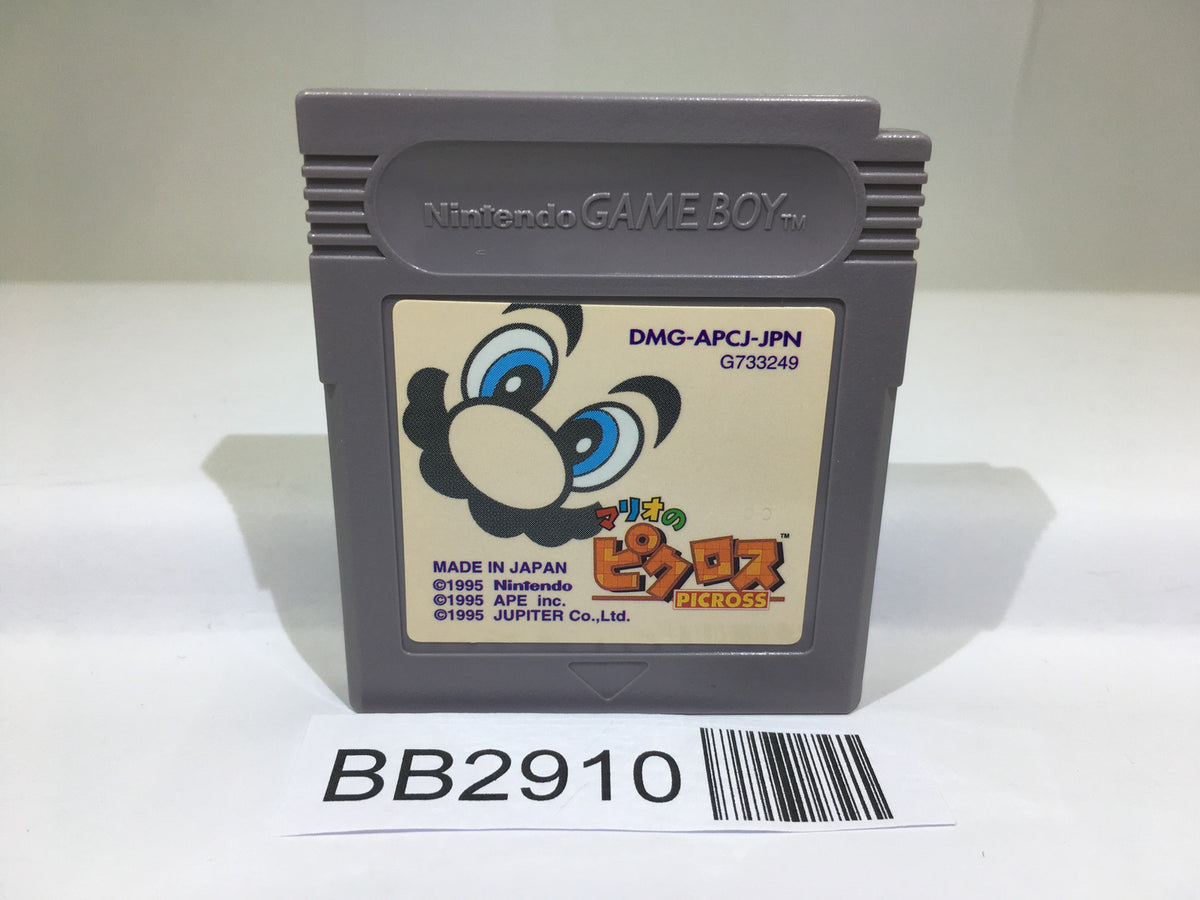 Nintendo GAME BOY™
DMG-APCJ-JPN
G733249
マリオの
ピクロス™
PICROSS
MADE IN JAPAN
©1995 Nintendo
©1995 APE inc.
©1995 JUPITER Co.,Ltd.
BB2910